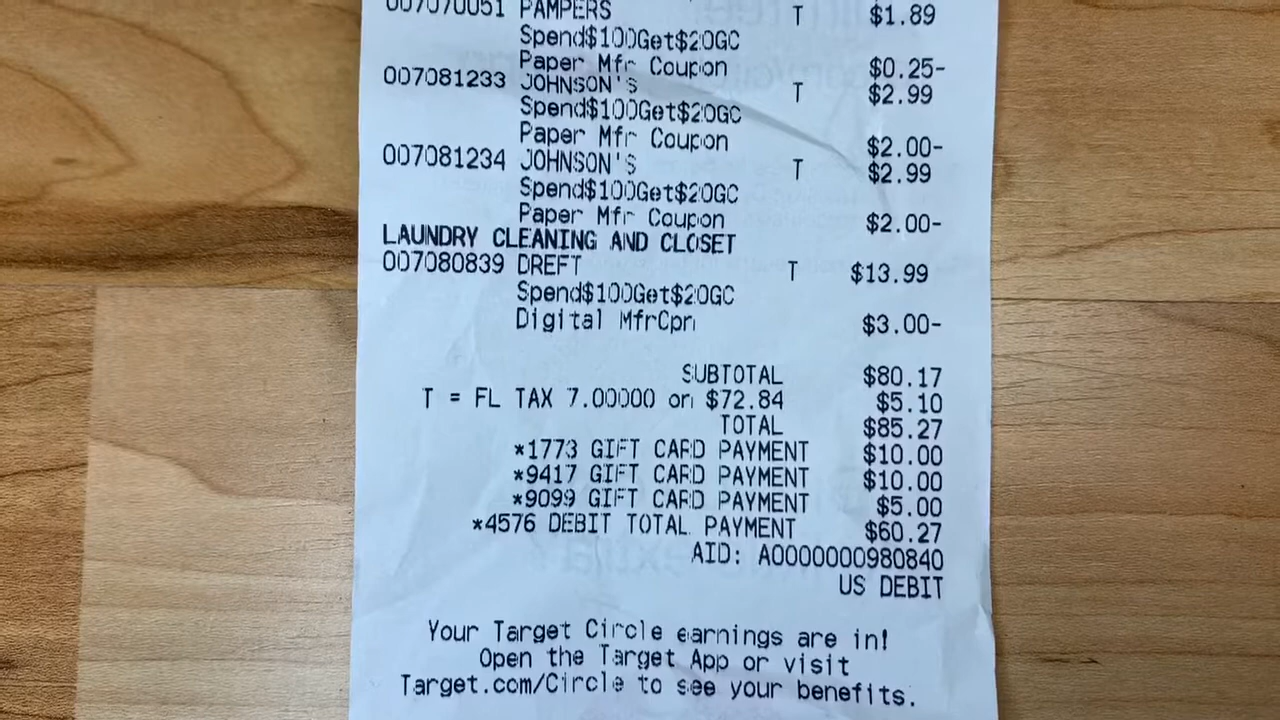 007070051 PAMPERS T $1.89
Spend$100Get$20GC
Paper Mfr Coupon $0.25-
007081233 JOHNSON'S T $2.99
Spend$100Get$20GC
Paper Mfr Coupon $2.00-
007081234 JOHNSON'S T $2.99
Spend$100Get$20GC
Paper Mfr Coupon $2.00-
LAUNDRY CLEANING AND CLOSET
007080839 DREFT T $13.99
Spend$100Get$20GC
Digital MfrCpn $3.00-
SUBTOTAL $80.17
T = FL TAX 7.00000 on $72.84 $5.10
TOTAL $85.27
*1773 GIFT CARD PAYMENT $10.00
*9417 GIFT CARD PAYMENT $10.00
*9099 GIFT CARD PAYMENT $5.00
*4576 DEBIT TOTAL PAYMENT $60.27
AID: A0000000980840
US DEBIT
Your Target Circle earnings are in!
Open the Target App or visit
Target.com/Circle to see your benefits.